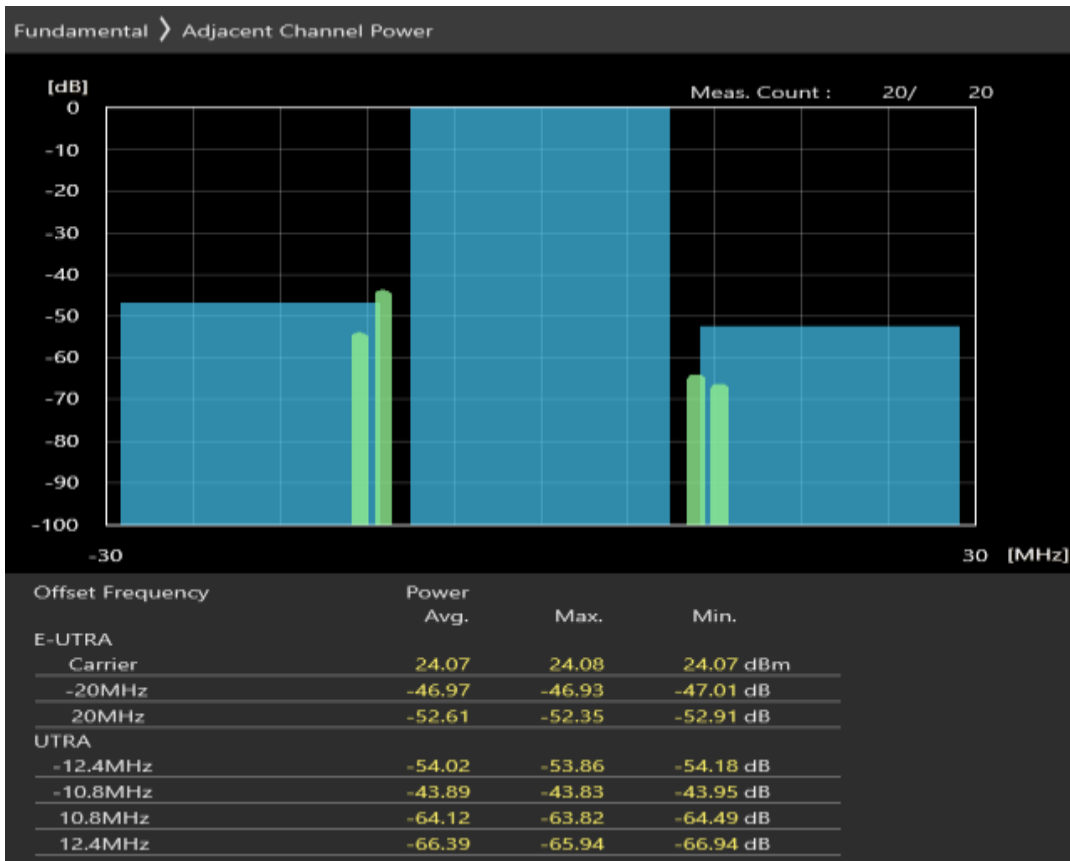 Fundamental 〉 Adjacent Channel Power
[dB]
Meas. Count : 20/ 20
0
-10
-20
-30
-40
-50
-60
-70
-80
-90
-100
-30 30 [MHz]
Offset Frequency Power
Avg. Max. Min.
E-UTRA
Carrier 24.07 24.08 24.07 dBm
-20MHz -46.97 -46.93 -47.01 dB
20MHz -52.61 -52.35 -52.91 dB
UTRA
-12.4MHz -54.02 -53.86 -54.18 dB
-10.8MHz -43.89 -43.83 -43.95 dB
10.8MHz -64.12 -63.82 -64.49 dB
12.4MHz -66.39 -65.94 -66.94 dB